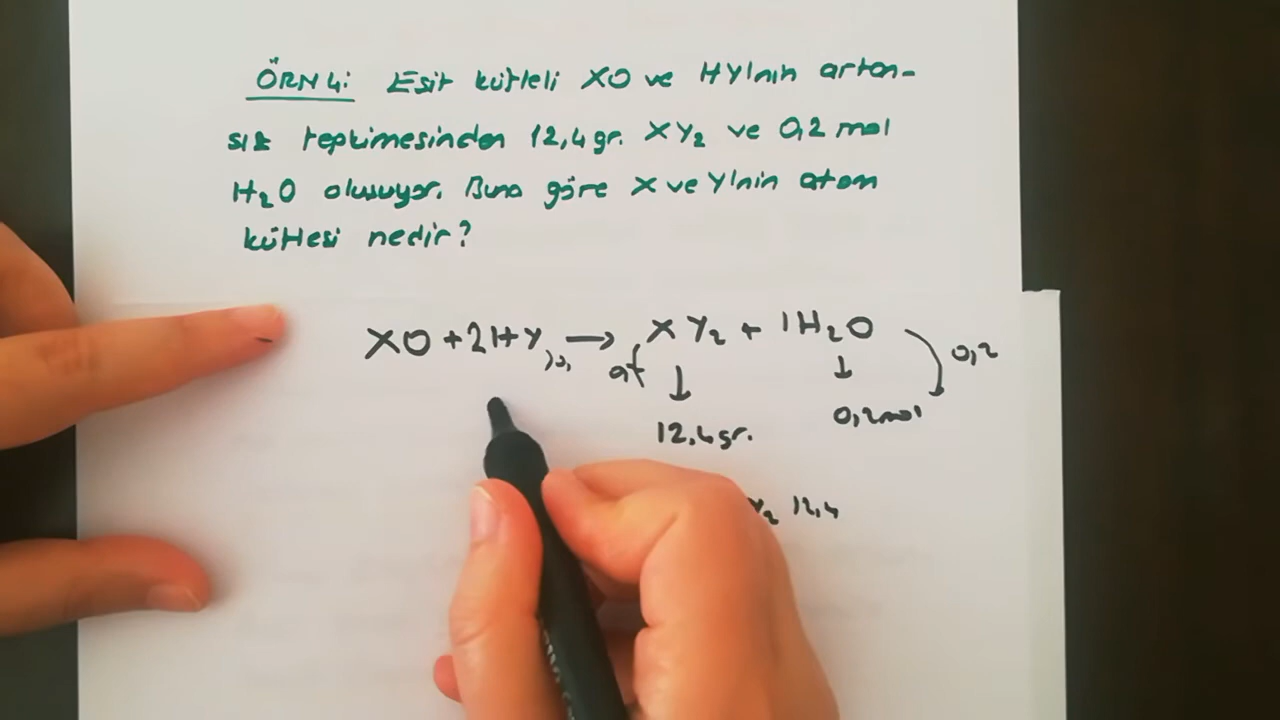 ÖRN 4: Eşit kütleli XO ve HY'nin artan-
sız tepkimesinden 12,4 gr. XY₂ ve 0,2 mol
H₂O oluşuyor. Buna göre X ve Y'nin atom
kütlesi nedir?
XO + 2HY → XY₂ + 1H₂O
0,2
12,4 gr.
0,2 mol
Y₂ 12,4